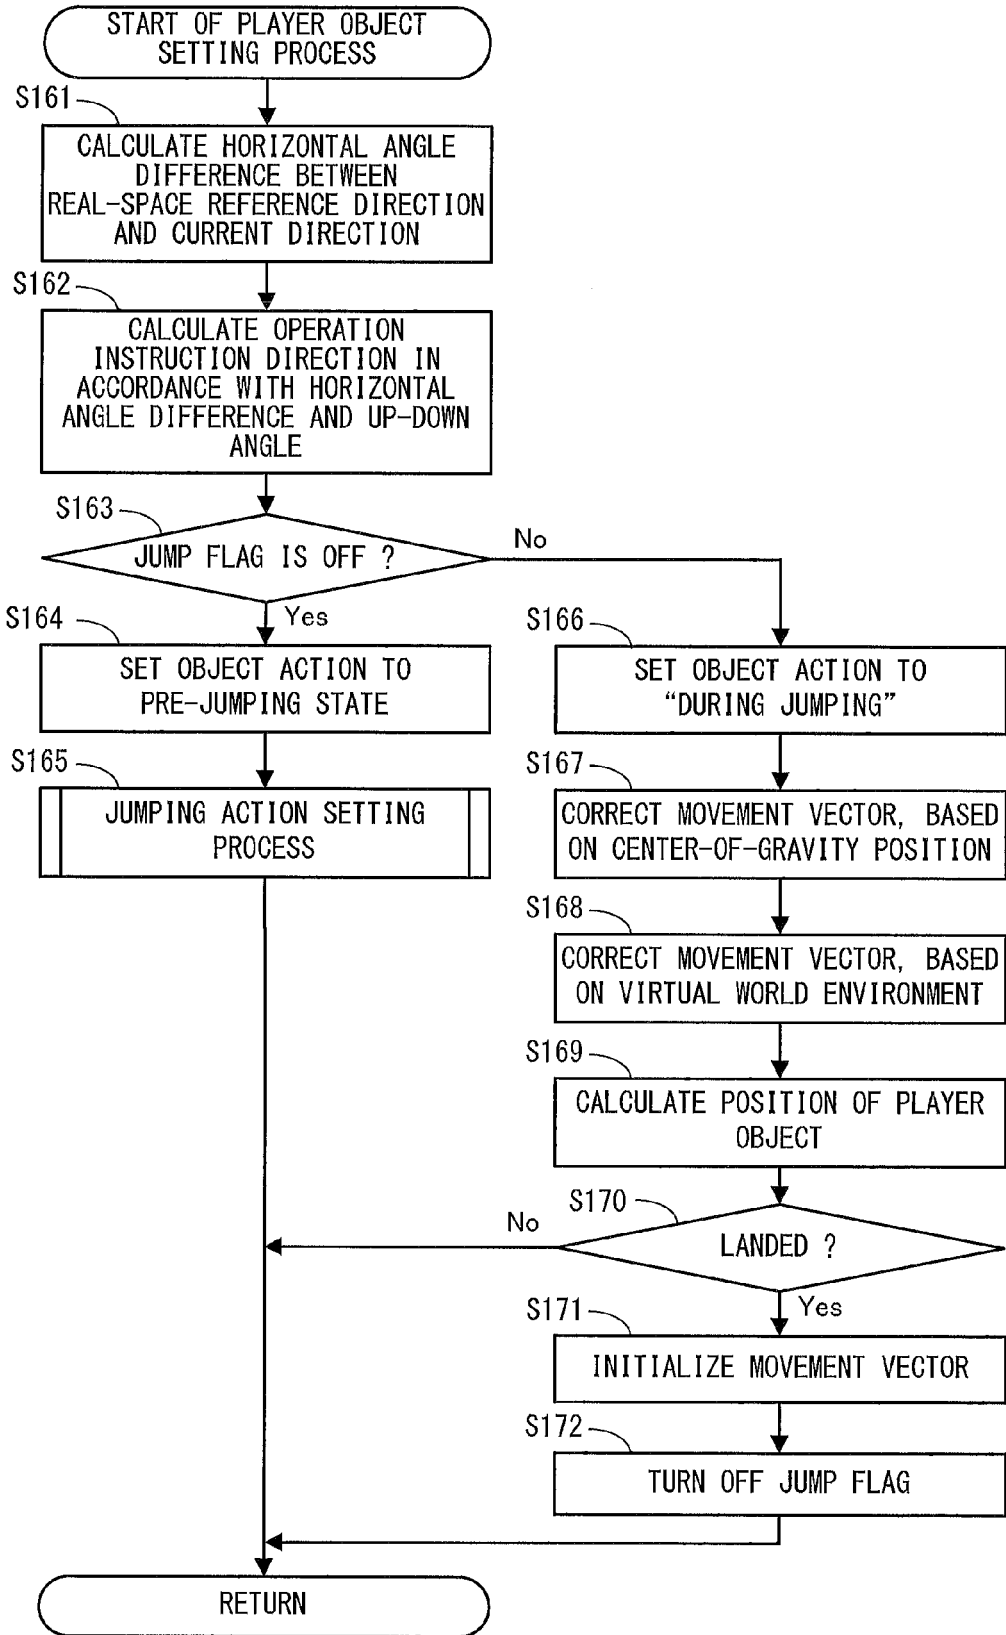 START OF PLAYER OBJECT
SETTING PROCESS
S161
CALCULATE HORIZONTAL ANGLE
DIFFERENCE BETWEEN
REAL-SPACE REFERENCE DIRECTION
AND CURRENT DIRECTION
S162
CALCULATE OPERATION
INSTRUCTION DIRECTION IN
ACCORDANCE WITH HORIZONTAL
ANGLE DIFFERENCE AND UP-DOWN
ANGLE
S163
JUMP FLAG IS OFF ?
No
Yes
S164
SET OBJECT ACTION TO
PRE-JUMPING STATE
S165
JUMPING ACTION SETTING
PROCESS
S166
SET OBJECT ACTION TO
“DURING JUMPING”
S167
CORRECT MOVEMENT VECTOR, BASED
ON CENTER-OF-GRAVITY POSITION
S168
CORRECT MOVEMENT VECTOR, BASED
ON VIRTUAL WORLD ENVIRONMENT
S169
CALCULATE POSITION OF PLAYER
OBJECT
S170
LANDED ?
No
Yes
S171
INITIALIZE MOVEMENT VECTOR
S172
TURN OFF JUMP FLAG
RETURN